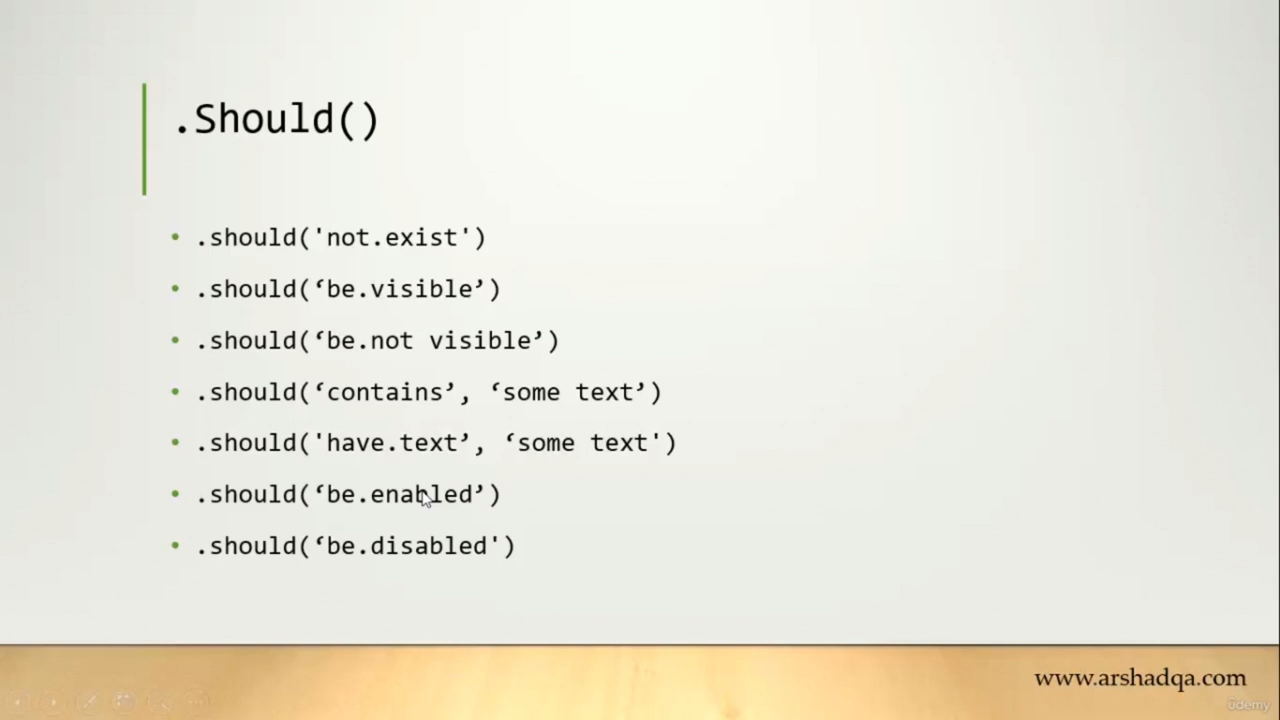 .Should()
• .should('not.exist')
• .should(‘be.visible’)
• .should(‘be.not visible’)
• .should(‘contains’, ‘some text’)
• .should('have.text’, ‘some text')
• .should(‘be.enabled’)
• .should(‘be.disabled')
www.arshadqa.com
ûdemy